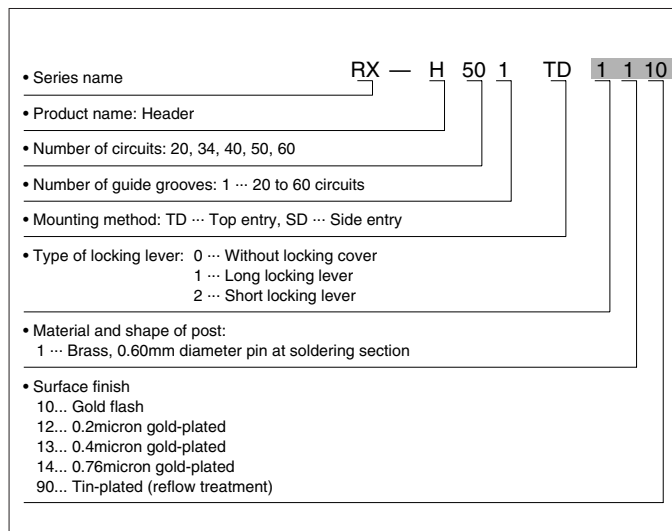 RX — H 50 1 TD 1 1 10
• Series name
• Product name: Header
• Number of circuits: 20, 34, 40, 50, 60
• Number of guide grooves: 1 ··· 20 to 60 circuits
• Mounting method: TD ··· Top entry, SD ··· Side entry
• Type of locking lever: 0 ··· Without locking cover
1 ··· Long locking lever
2 ··· Short locking lever
• Material and shape of post:
1 ··· Brass, 0.60mm diameter pin at soldering section
• Surface finish
10... Gold flash
12... 0.2micron gold-plated
13... 0.4micron gold-plated
14... 0.76micron gold-plated
90... Tin-plated (reflow treatment)